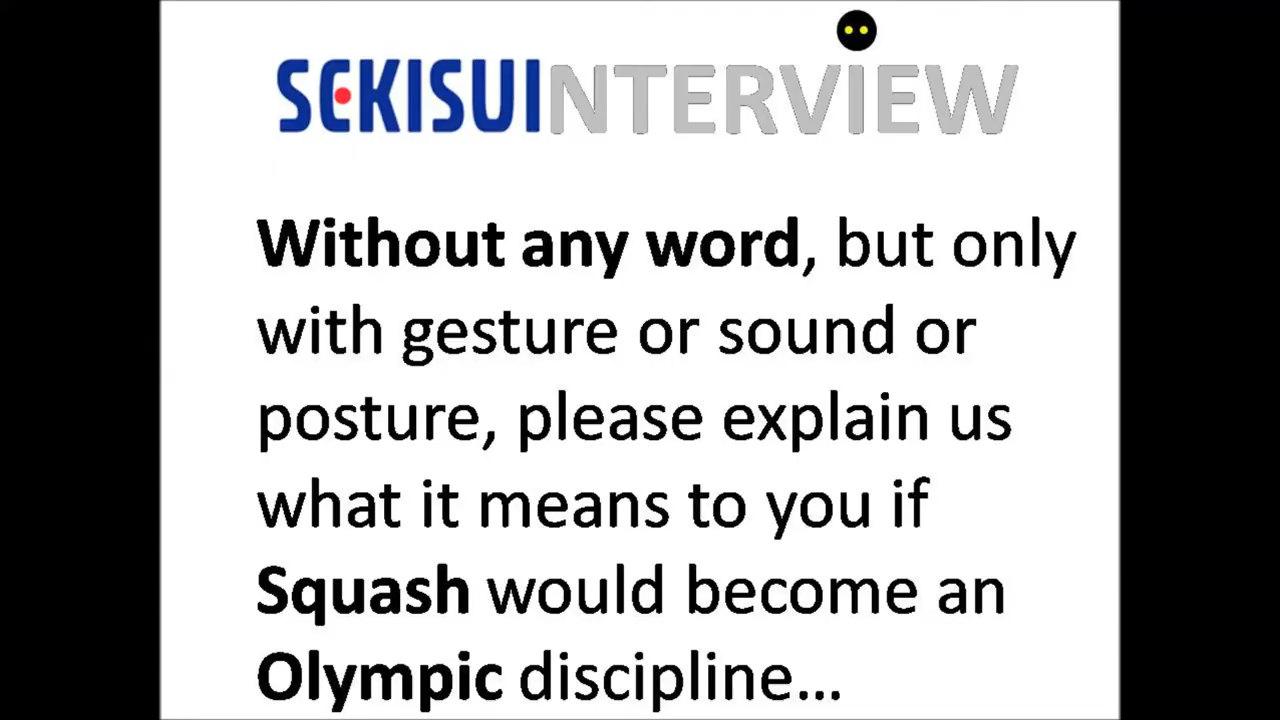 SEKISUINTERVIEW
Without any word, but only
with gesture or sound or
posture, please explain us
what it means to you if
Squash would become an
Olympic discipline...